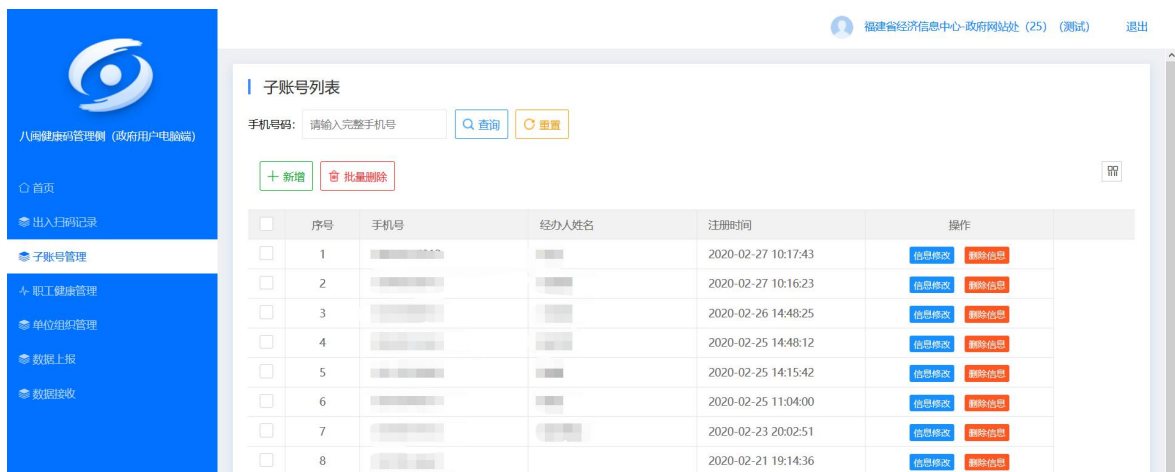 福建省经济信息中心-政府网站处（25）（测试） 退出
八闽健康码管理侧（政府用户电脑端）
首页
出入扫码记录
子账号管理
职工健康管理
单位组织管理
数据上报
数据接收
子账号列表
手机号码： 请输入完整手机号 查询 重置
新增 批量删除
序号 手机号 经办人姓名 注册时间 操作
1 2020-02-27 10:17:43 信息修改 删除信息
2 2020-02-27 10:16:23 信息修改 删除信息
3 2020-02-26 14:48:25 信息修改 删除信息
4 2020-02-25 14:48:12 信息修改 删除信息
5 2020-02-25 14:15:42 信息修改 删除信息
6 2020-02-25 11:04:00 信息修改 删除信息
7 2020-02-23 20:02:51 信息修改 删除信息
8 2020-02-21 19:14:36 信息修改 删除信息